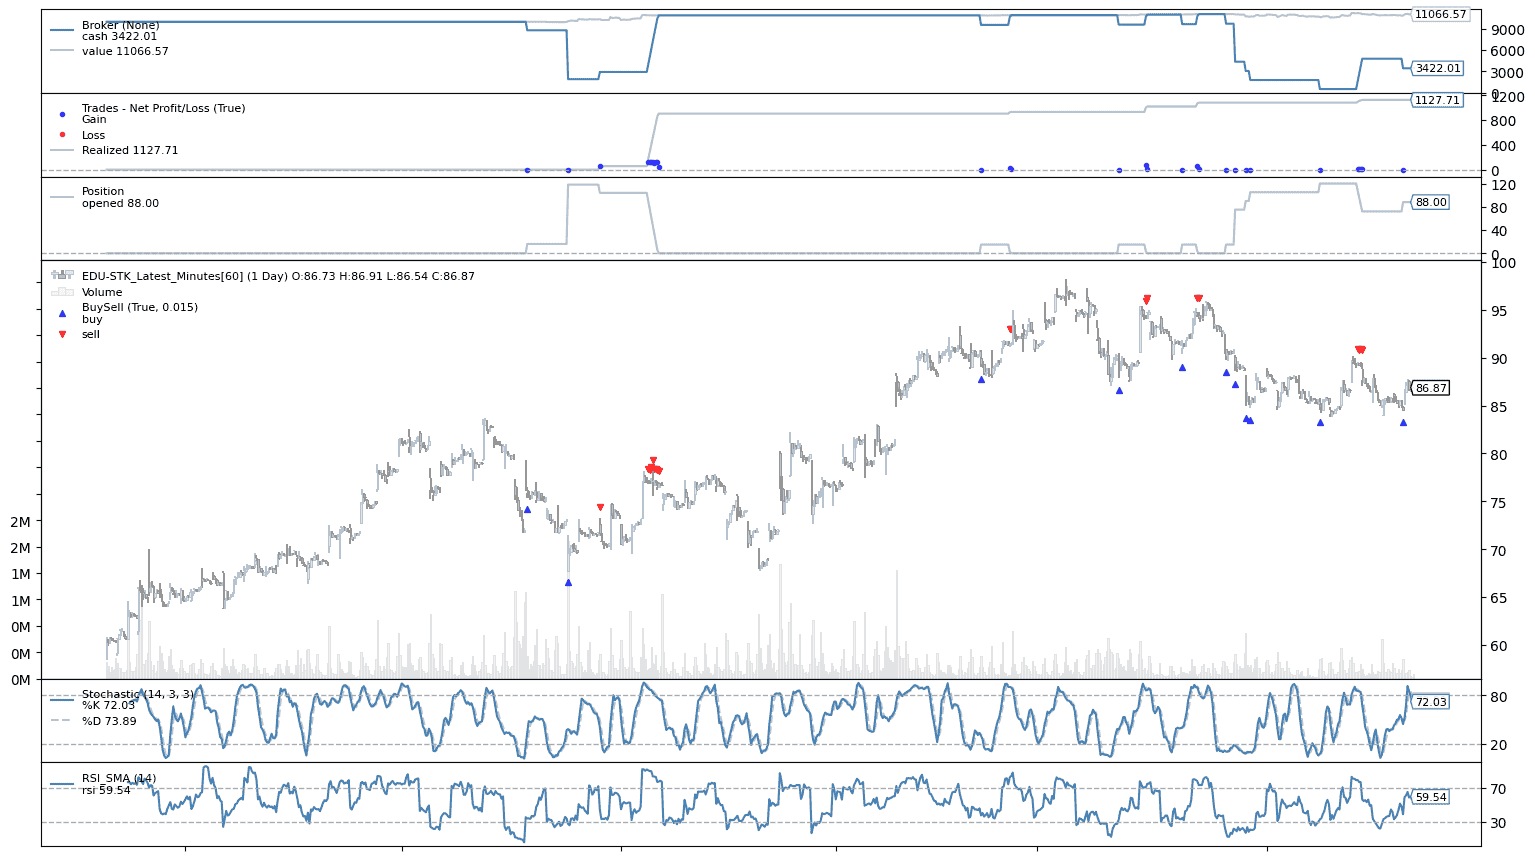 Broker (None)
cash 3422.01
value 11066.57
11066.57
9000
6000
3422.01
3000
0
Trades - Net Profit/Loss (True)
Gain
Loss
Realized 1127.71
1200
1127.71
800
400
0
Position
opened 88.00
120
88.00
80
40
0
EDU-STK_Latest_Minutes[60] (1 Day) O:86.73 H:86.91 L:86.54 C:86.87
Volume
BuySell (True, 0.015)
buy
sell
100
95
90
86.87
85
80
75
70
65
60
2M
2M
1M
1M
0M
0M
0M
Stochastic (14, 3, 3)
%K 72.03
%D 73.89
80
72.03
20
RSI_SMA (14)
rsi 59.54
70
59.54
30